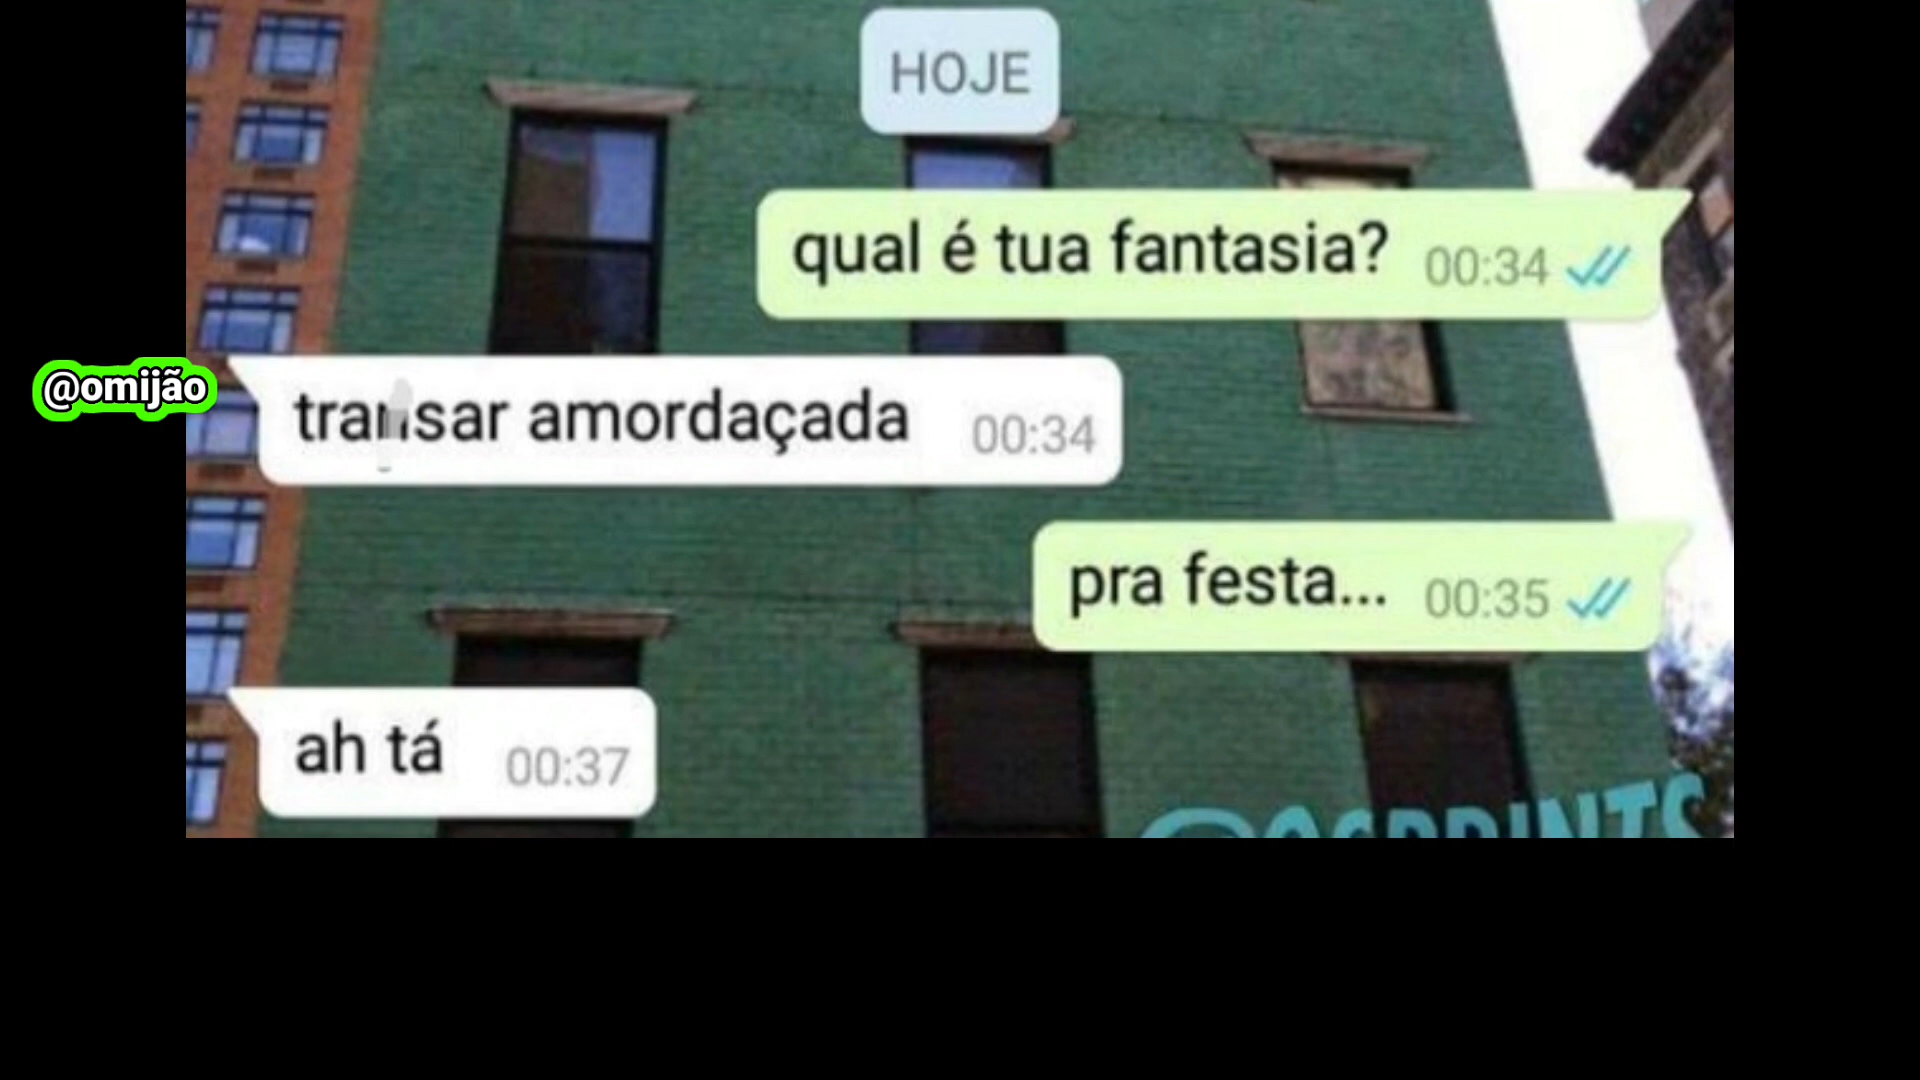 HOJE
qual é tua fantasia? 00:34
@omijão
transar amordaçada 00:34
pra festa... 00:35
ah tá 00:37